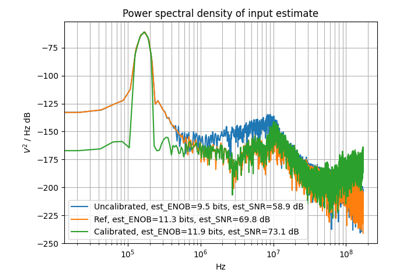 Power spectral density of input estimate
V² / Hz dB
−75
−100
−125
−150
−175
−200
−225
−250
Uncalibrated, est_ENOB=9.5 bits, est_SNR=58.9 dB
Ref, est_ENOB=11.3 bits, est_SNR=69.8 dB
Calibrated, est_ENOB=11.9 bits, est_SNR=73.1 dB
10⁵
10⁶
10⁷
10⁸
Hz